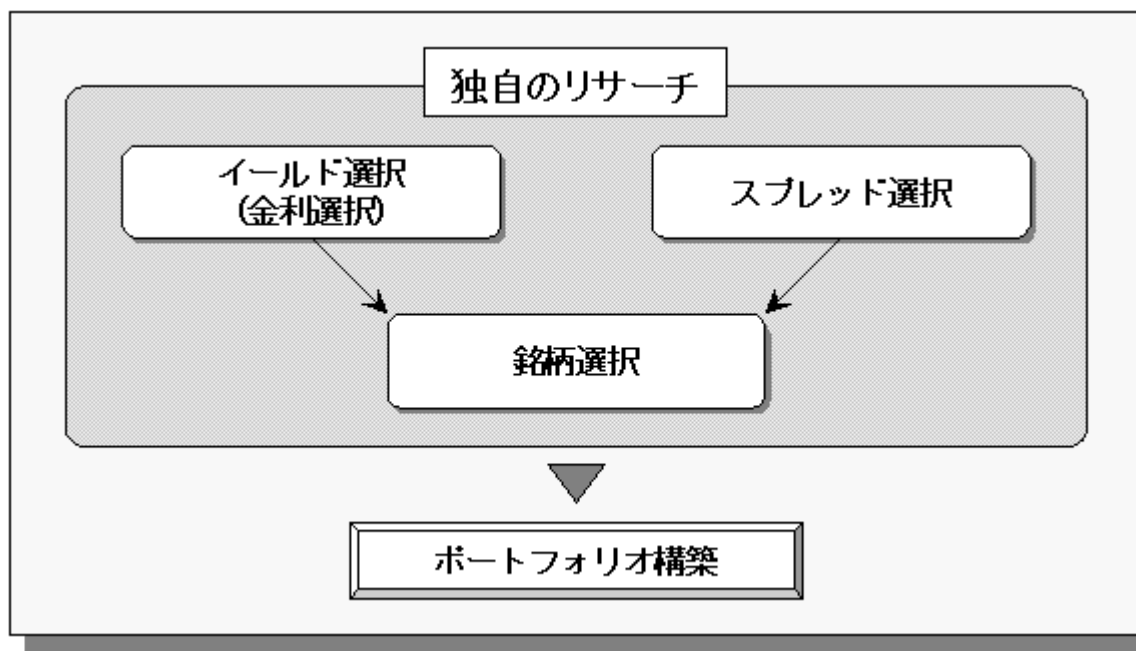 独自のリサーチ
イールド選択
(金利選択)
スプレッド選択
銘柄選択
ポートフォリオ構築